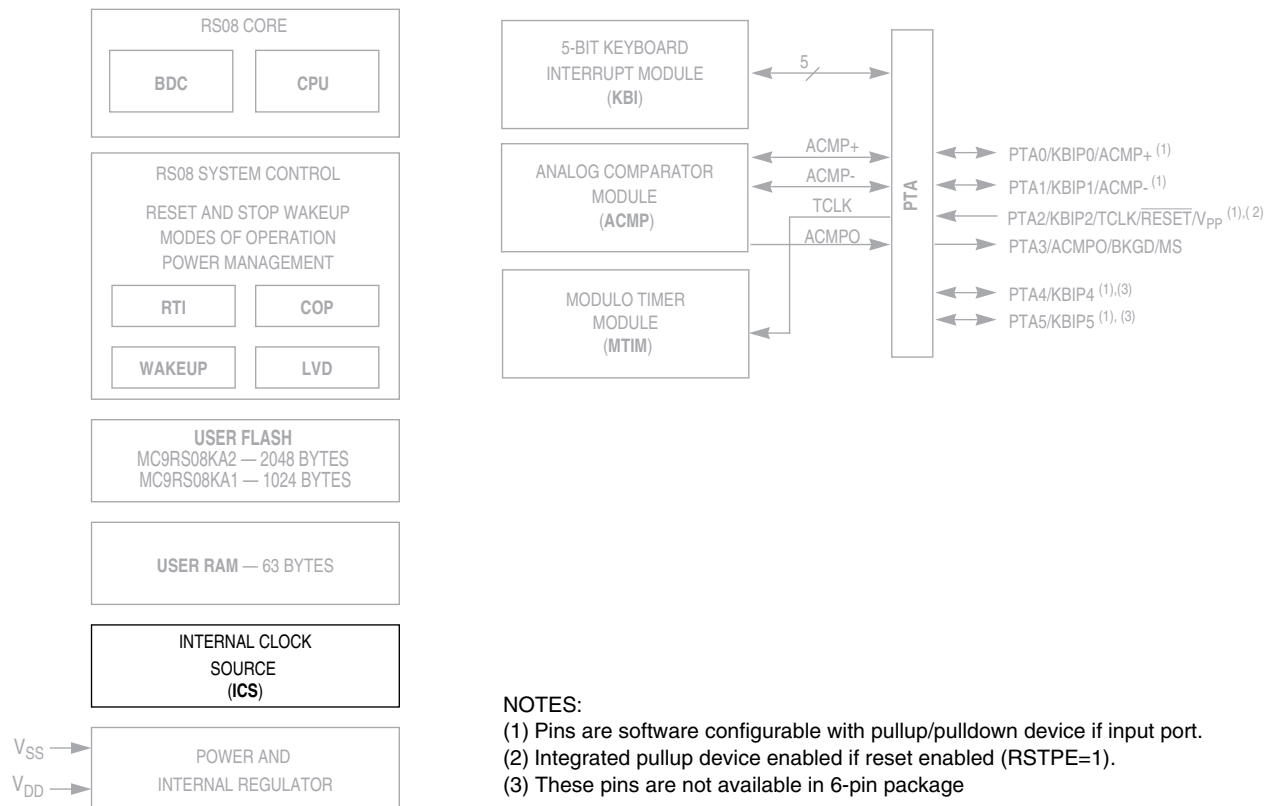 RS08 CORE
BDC
CPU
RS08 SYSTEM CONTROL
RESET AND STOP WAKEUP
MODES OF OPERATION
POWER MANAGEMENT
RTI
COP
WAKEUP
LVD
USER FLASH
MC9RS08KA2 — 2048 BYTES
MC9RS08KA1 — 1024 BYTES
USER RAM — 63 BYTES
INTERNAL CLOCK
SOURCE
(ICS)
VSS
VDD
POWER AND
INTERNAL REGULATOR
5-BIT KEYBOARD
INTERRUPT MODULE
(KBI)
5
ANALOG COMPARATOR
MODULE
(ACMP)
ACMP+
ACMP-
TCLK
ACMPO
MODULO TIMER
MODULE
(MTIM)
PTA
PTA0/KBIP0/ACMP+ (1)
PTA1/KBIP1/ACMP- (1)
PTA2/KBIP2/TCLK/RESET/VPP (1),( 2)
PTA3/ACMPO/BKGD/MS
PTA4/KBIP4 (1),(3)
PTA5/KBIP5 (1), (3)
NOTES:
(1) Pins are software configurable with pullup/pulldown device if input port.
(2) Integrated pullup device enabled if reset enabled (RSTPE=1).
(3) These pins are not available in 6-pin package